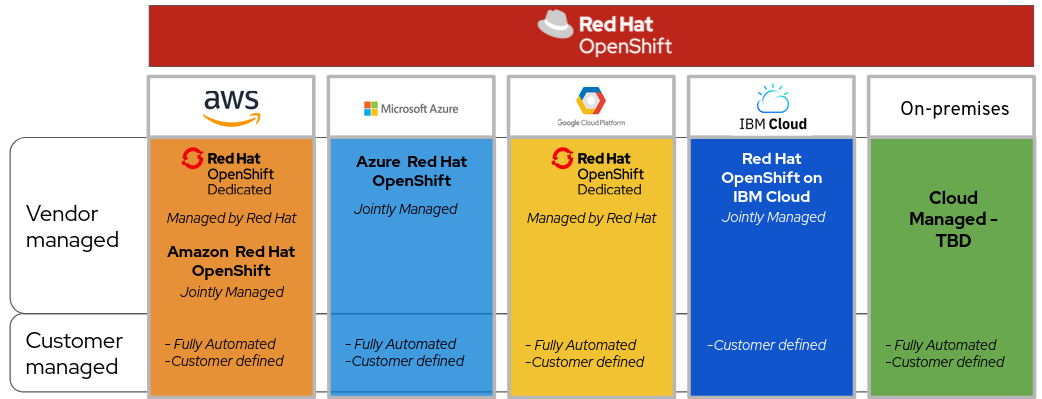 Red Hat
OpenShift
aws
Microsoft Azure
Google Cloud Platform
IBM Cloud
On-premises
Vendor
managed
Red Hat
OpenShift
Dedicated
Managed by Red Hat
Amazon Red Hat
OpenShift
Jointly Managed
Azure Red Hat
OpenShift
Jointly Managed
Red Hat
OpenShift
Dedicated
Managed by Red Hat
Red Hat
OpenShift on
IBM Cloud
Jointly Managed
Cloud
Managed -
TBD
Customer
managed
- Fully Automated
-Customer defined
- Fully Automated
-Customer defined
- Fully Automated
-Customer defined
-Customer defined
- Fully Automated
-Customer defined